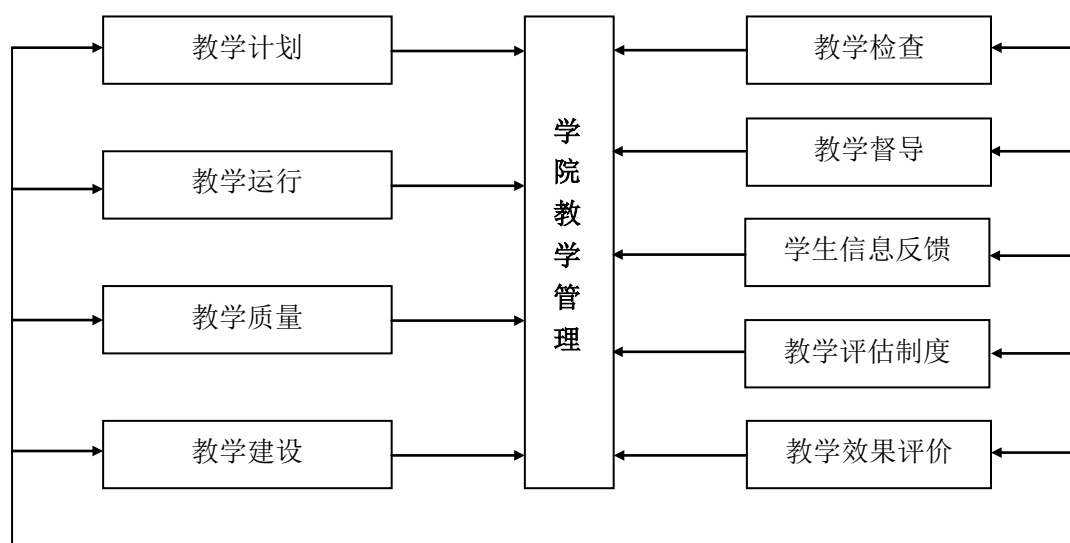 教学计划
教学运行
教学质量
教学建设
学院教学管理
教学检查
教学督导
学生信息反馈
教学评估制度
教学效果评价